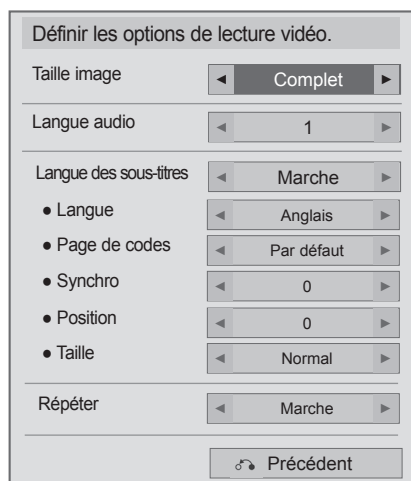 Définir les options de lecture vidéo.
Taille image ◄ Complet ►
Langue audio ◄ 1 ►
Langue des sous-titres ◄ Marche ►
● Langue ◄ Anglais ►
● Page de codes ◄ Par défaut ►
● Synchro ◄ 0 ►
● Position ◄ 0 ►
● Taille ◄ Normal ►
Répéter ◄ Marche ►
Précédent